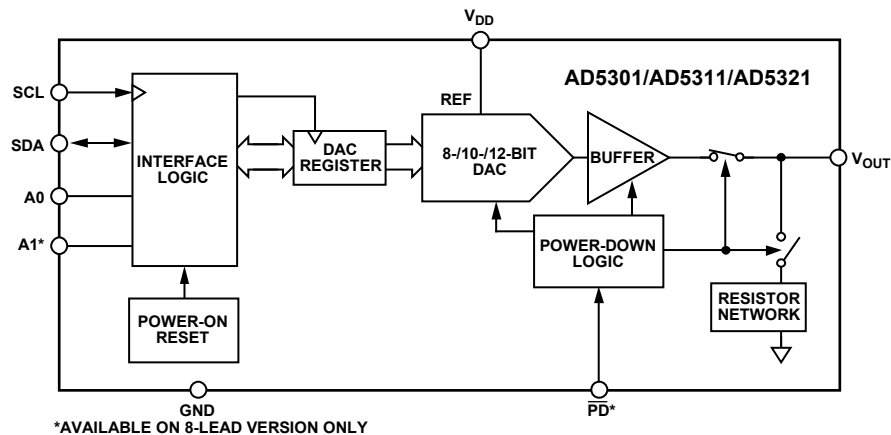 V_DD
AD5301/AD5311/AD5321
SCL
REF
SDA
INTERFACE
LOGIC
DAC
REGISTER
8-/10-/12-BIT
DAC
BUFFER
V_OUT
A0
A1*
POWER-DOWN
LOGIC
POWER-ON
RESET
RESISTOR
NETWORK
GND
P̅D̅*
*AVAILABLE ON 8-LEAD VERSION ONLY